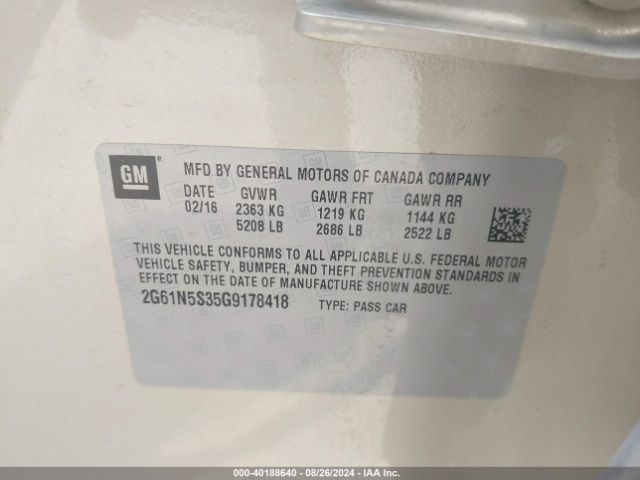 GM ®
MFD BY GENERAL MOTORS OF CANADA COMPANY
DATE GVWR GAWR FRT GAWR RR
02/16 2363 KG 1219 KG 1144 KG
5208 LB 2686 LB 2522 LB
THIS VEHICLE CONFORMS TO ALL APPLICABLE U.S. FEDERAL MOTOR
VEHICLE SAFETY, BUMPER, AND THEFT PREVENTION STANDARDS IN
EFFECT ON THE DATE OF MANUFACTURE SHOWN ABOVE.
2G61N5S35G9178418 TYPE: PASS CAR
000-40188640 / 08/26/2024 / IAA Inc.